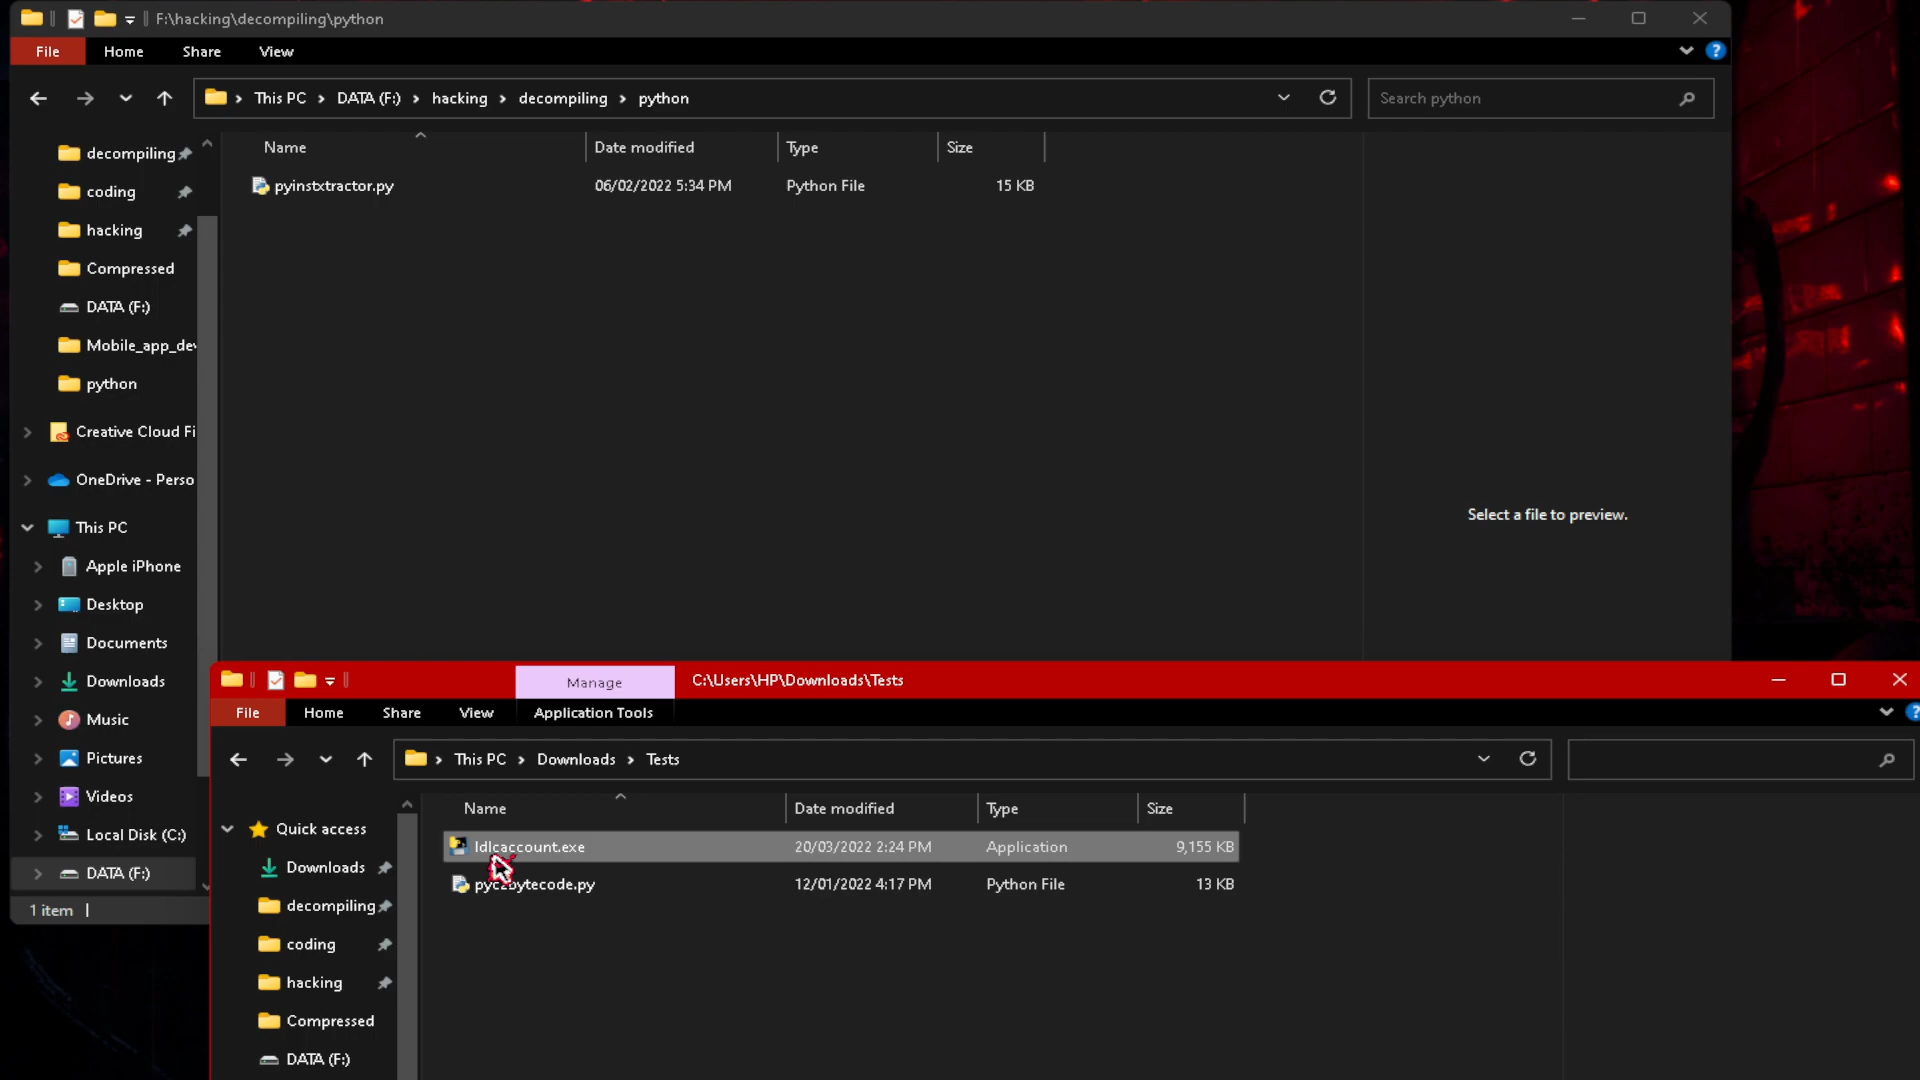 F:\hacking\decompiling\python
File Home Share View
This PC DATA (F:) hacking decompiling python
Search python
decompiling
coding
hacking
Compressed
DATA (F:)
Mobile_app_dev
python
Creative Cloud Fi
OneDrive - Perso
This PC
Apple iPhone
Desktop
Documents
Downloads
Music
Pictures
Videos
Local Disk (C:)
DATA (F:)
1 item
Name Date modified Type Size
pyinstxtractor.py 06/02/2022 5:34 PM Python File 15 KB
Select a file to preview.
Manage C:\Users\HP\Downloads\Tests
File Home Share View Application Tools
This PC Downloads Tests
Quick access
Downloads
decompiling
coding
hacking
Compressed
DATA (F:)
Name Date modified Type Size
ldlcaccount.exe 20/03/2022 2:24 PM Application 9,155 KB
pyc2bytecode.py 12/01/2022 4:17 PM Python File 13 KB